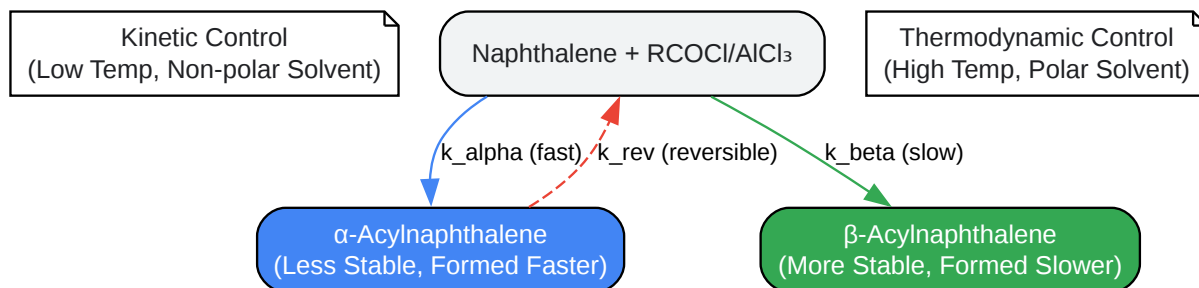 Kinetic Control
(Low Temp, Non-polar Solvent)
Naphthalene + RCOCl/AlCl₃
Thermodynamic Control
(High Temp, Polar Solvent)
k_alpha (fast)
k_rev (reversible)
k_beta (slow)
α-Acylnaphthalene
(Less Stable, Formed Faster)
β-Acylnaphthalene
(More Stable, Formed Slower)